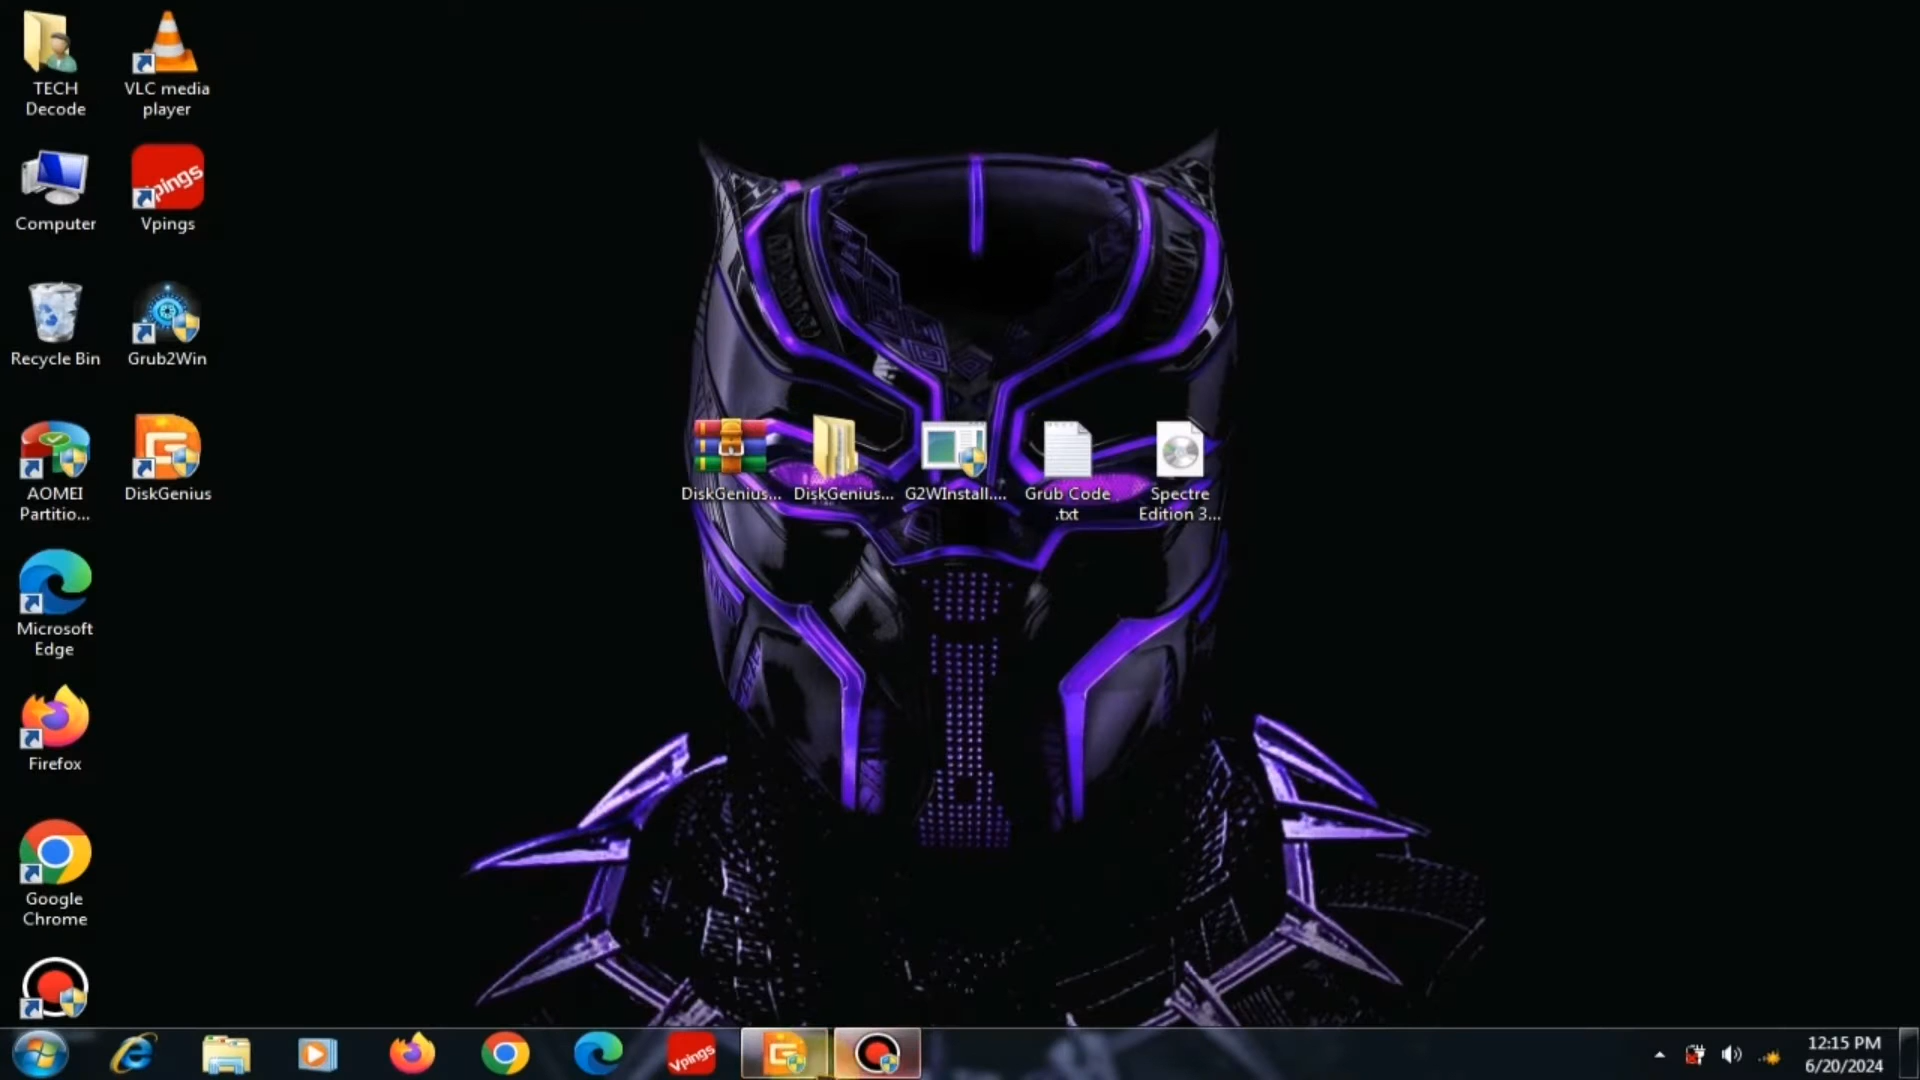 TECH
Decode
VLC media
player
Computer
Vpings
Vpings
Recycle Bin
Grub2Win
AOMEI
Partitio...
DiskGenius
DiskGenius...
DiskGenius...
G2WInstall....
Grub Code
.txt
Spectre
Edition 3...
Microsoft
Edge
Firefox
Google
Chrome
Vpings
12:15 PM
6/20/2024